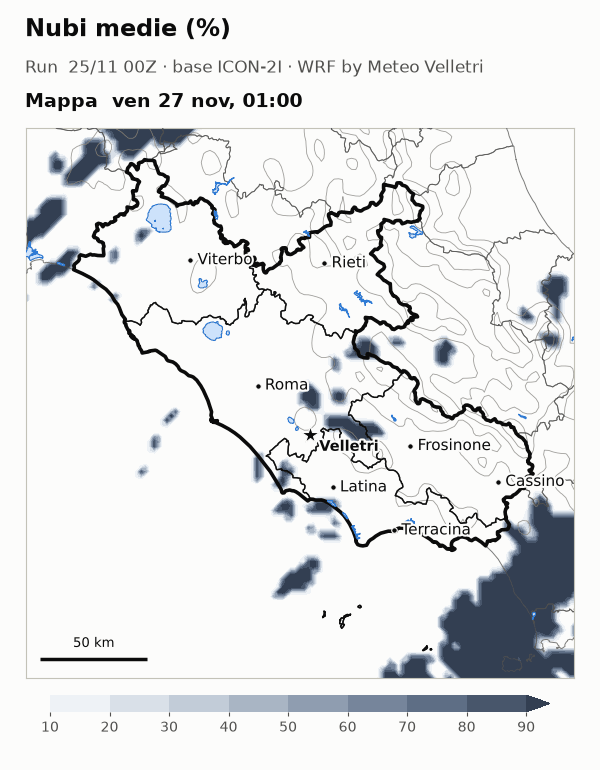 Nubi medie (%)
Run  25/11 00Z · base ICON-2I · WRF by Meteo Velletri
Mappa  ven 27 nov, 01:00
Viterbo
Rieti
Roma
Velletri
Frosinone
Cassino
Latina
Terracina
50 km
10 20 30 40 50 60 70 80 90